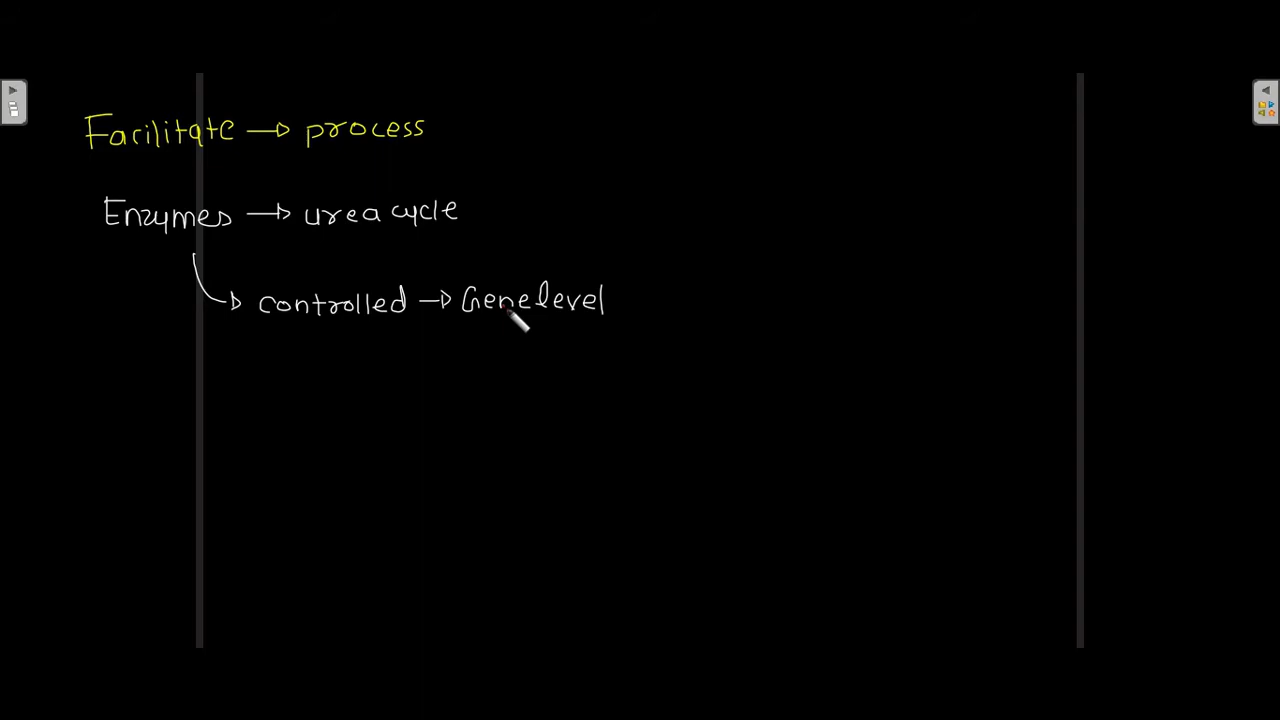 Facilitate → process
Enzymes → urea cycle
controlled → Gene level